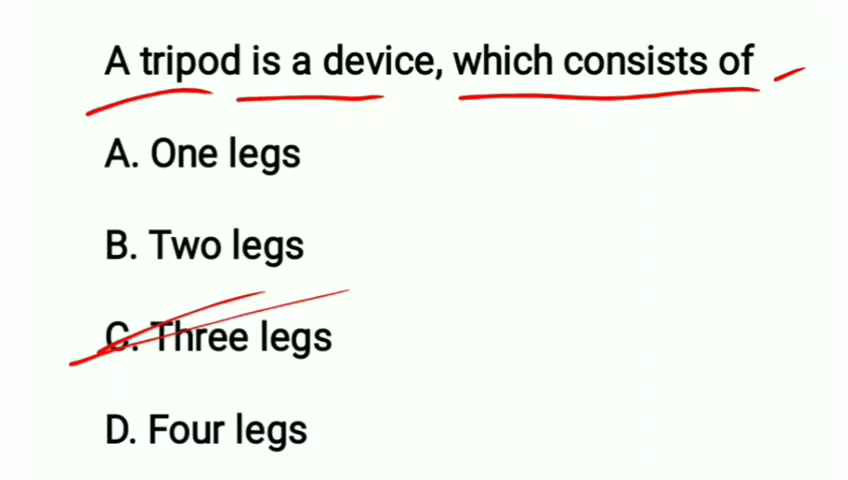 A tripod is a device, which consists of
A. One legs
B. Two legs
C. Three legs
D. Four legs